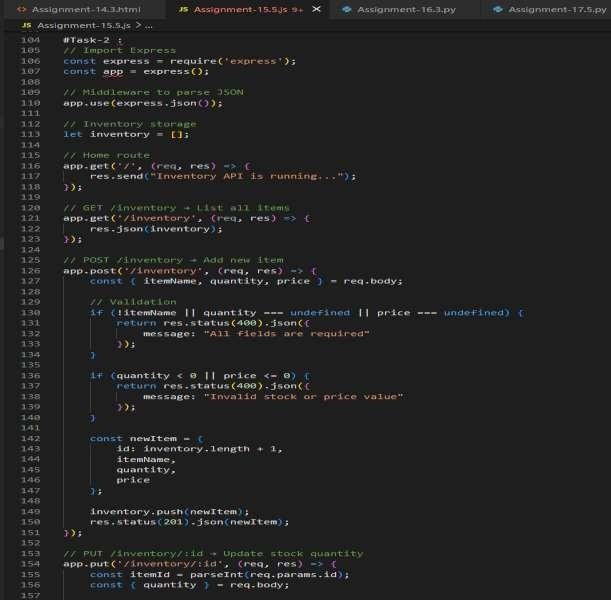 Assignment-14.3.html
JS Assignment-15.5.js 9+ ✕
Assignment-16.3.py
Assignment-17.5.py
JS Assignment-15.5.js > ...
104 #Task-2 :
105 // Import Express
106 const express = require('express');
107 const app = express();
108
109 // Middleware to parse JSON
110 app.use(express.json());
111
112 // Inventory storage
113 let inventory = [];
114
115 // Home route
116 app.get('/', (req, res) => {
117     res.send("Inventory API is running...");
118 });
119
120 // GET /inventory → List all items
121 app.get('/inventory', (req, res) => {
122     res.json(inventory);
123 });
124
125 // POST /inventory → Add new item
126 app.post('/inventory', (req, res) => {
127     const { itemName, quantity, price } = req.body;
128
129     // Validation
130     if (!itemName || quantity === undefined || price === undefined) {
131         return res.status(400).json({
132             message: "All fields are required"
133         });
134     }
135
136     if (quantity < 0 || price <= 0) {
137         return res.status(400).json({
138             message: "Invalid stock or price value"
139         });
140     }
141
142     const newItem = {
143         id: inventory.length + 1,
144         itemName,
145         quantity,
146         price
147     };
148
149     inventory.push(newItem);
150     res.status(201).json(newItem);
151 });
152
153 // PUT /inventory/:id → Update stock quantity
154 app.put('/inventory/:id', (req, res) => {
155     const itemId = parseInt(req.params.id);
156     const { quantity } = req.body;
157